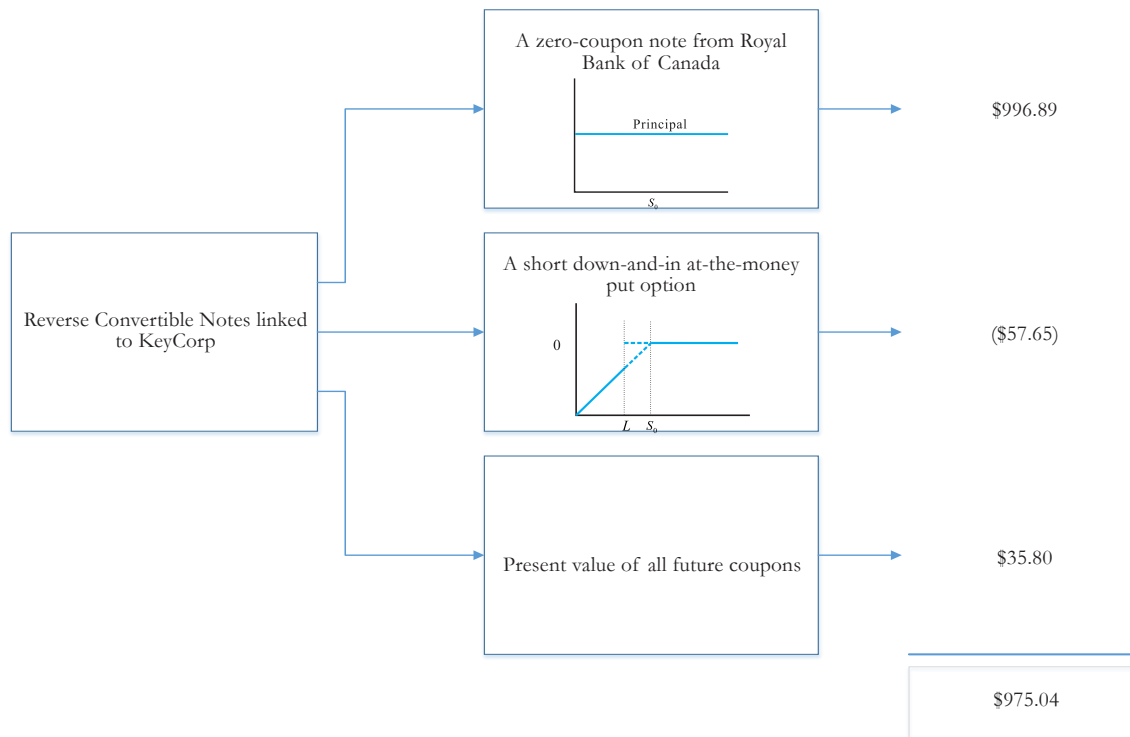 A zero-coupon note from Royal
Bank of Canada
Principal
S₀
$996.89
Reverse Convertible Notes linked
to KeyCorp
A short down-and-in at-the-money
put option
0
L S₀
($57.65)
Present value of all future coupons
$35.80
$975.04